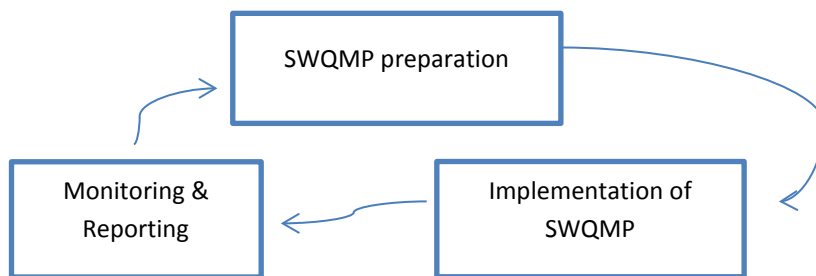 SWQMP preparation
Monitoring &
Reporting
Implementation of
SWQMP